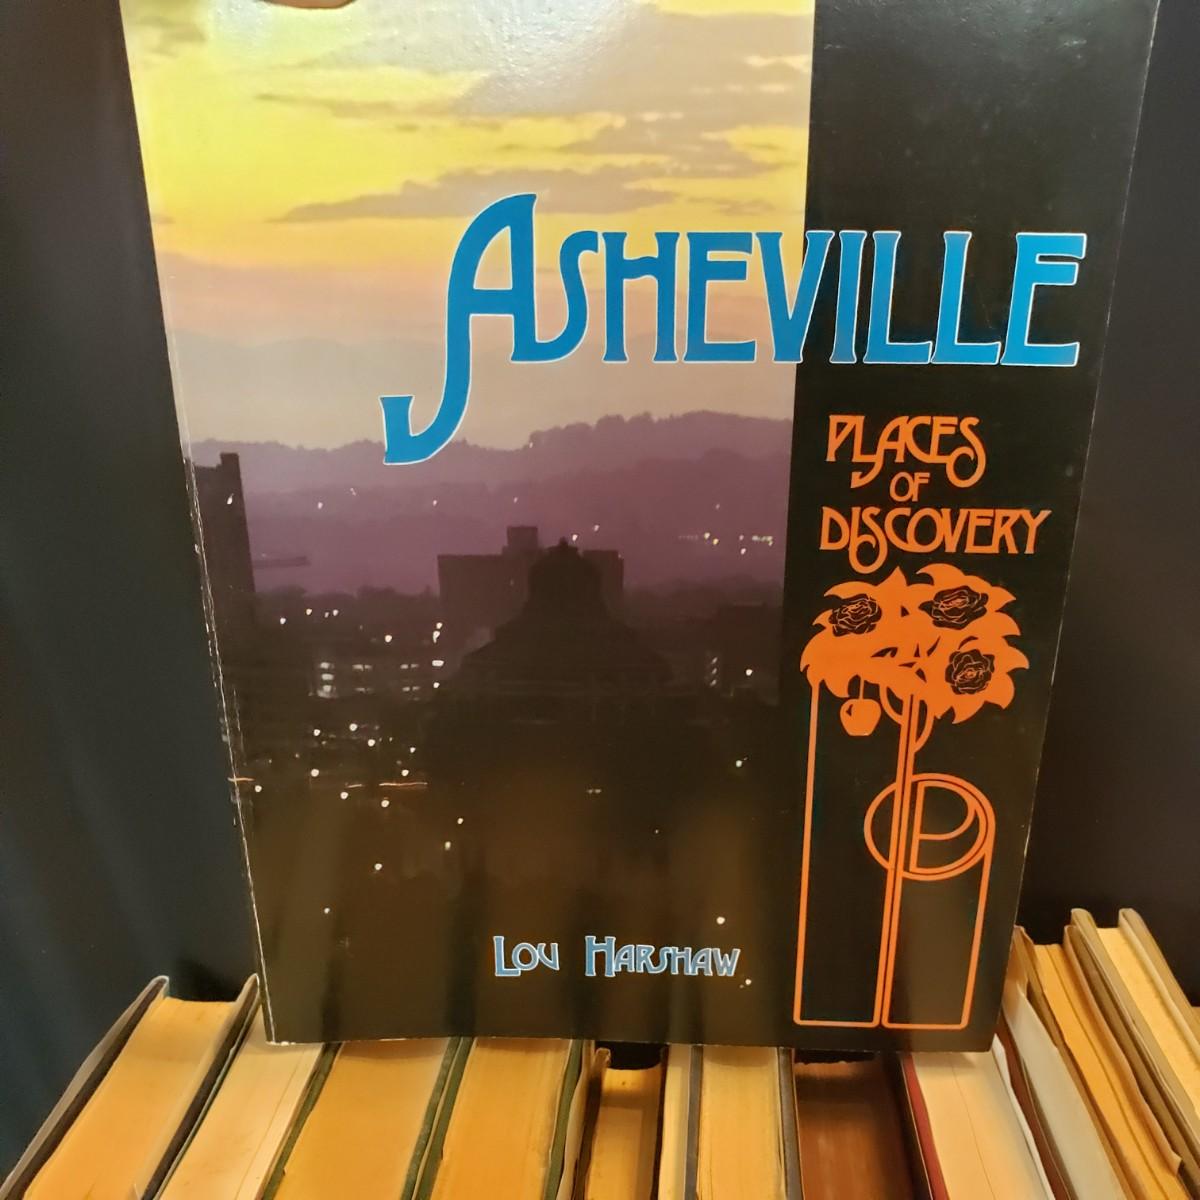 ASHEVILLE
PLACES
OF
DISCOVERY
LOU HARSHAW